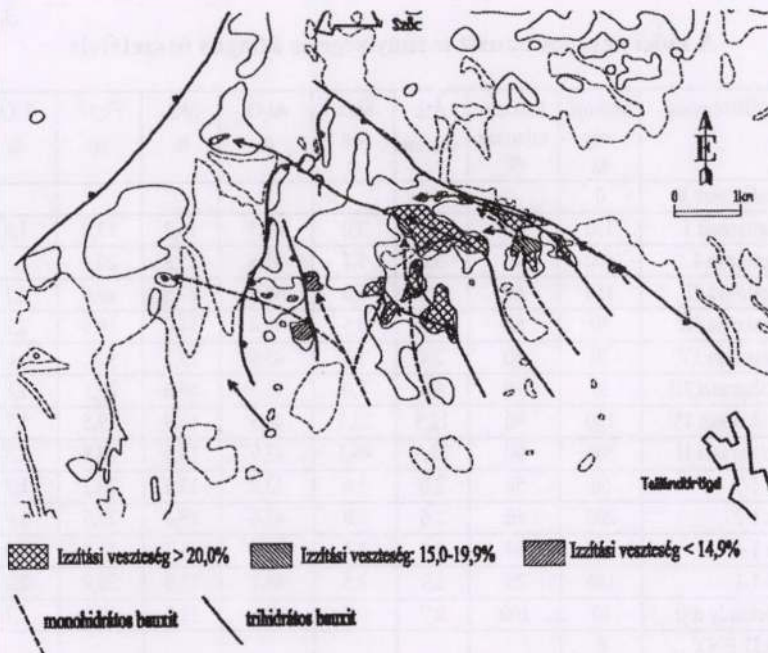 Szőc
É
0 1km
Taliándörögd
Izzítási veszteség > 20,0%
Izzítási veszteség: 15,0-19,9%
Izzítási veszteség < 14,9%
monohidrátos bauxit
trihidrátos bauxit